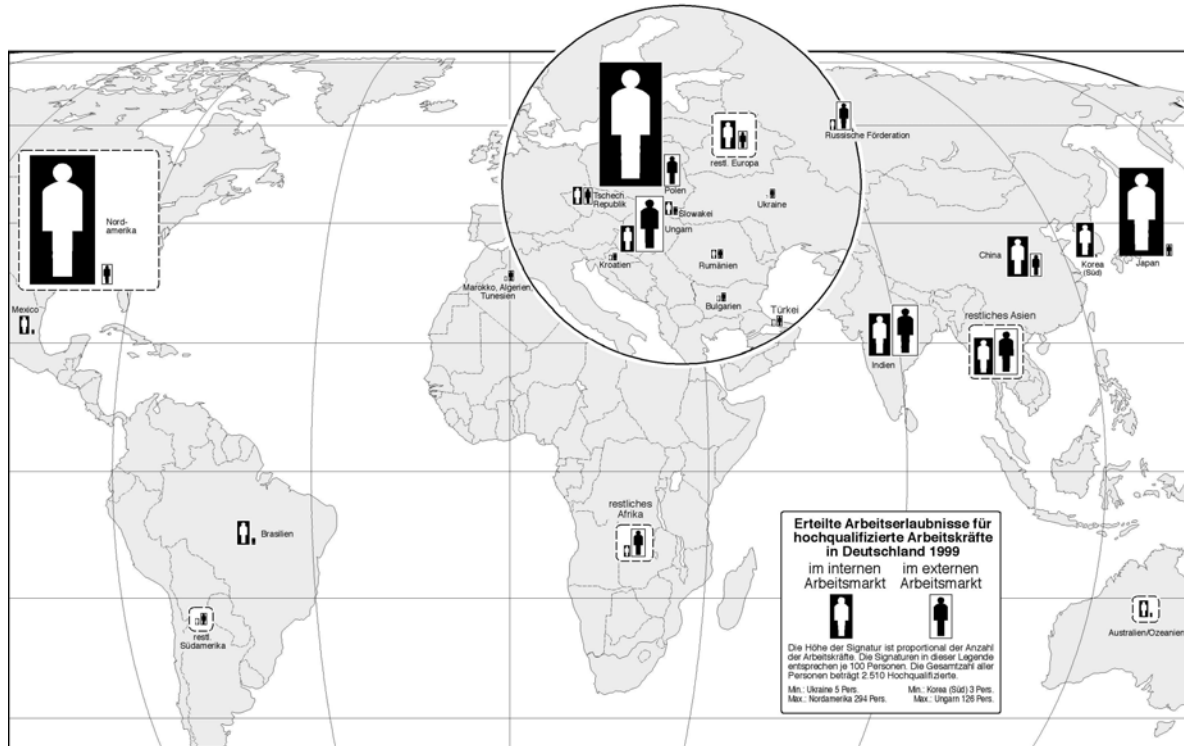 Russische Förderation
restl. Europa
Polen
Tschech.
Republik
Slowakei
Ungarn
Ukraine
Kroatien
Rumänien
Bulgarien
Türkei
Nord-
amerika
Mexico
Marokko, Algerien,
Tunesien
China
Korea
(Süd)
Japan
restliches Asien
Indien
restliches
Afrika
Brasilien
restl.
Südamerika
Australien/Ozeanien
Erteilte Arbeitserlaubnisse für
hochqualifizierte Arbeitskräfte
in Deutschland 1999
im internen
Arbeitsmarkt
im externen
Arbeitsmarkt
Die Höhe der Signatur ist proportional der Anzahl
der Arbeitskräfte. Die Signaturen in dieser Legende
entsprechen je 100 Personen. Die Gesamtzahl aller
Personen beträgt 2.510 Hochqualifizierte.
Min.: Ukraine 5 Pers.
Max.: Nordamerika 294 Pers.
Min.: Korea (Süd) 3 Pers.
Max.: Ungarn 126 Pers.